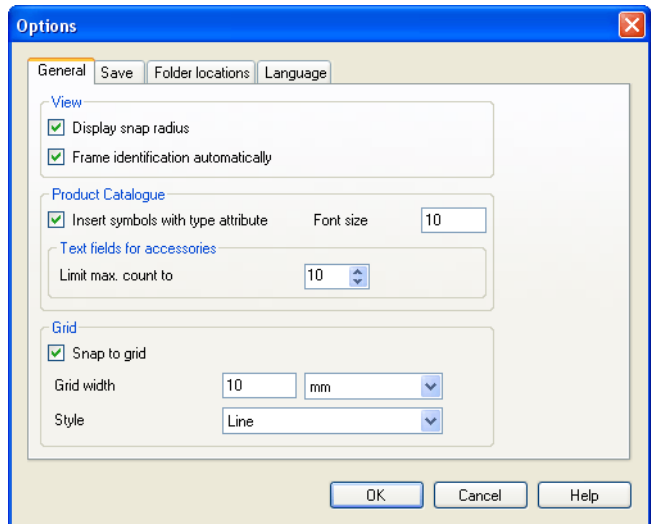 Options
General Save Folder locations Language
View
Display snap radius
Frame identification automatically
Product Catalogue
Insert symbols with type attribute Font size 10
Text fields for accessories
Limit max. count to 10
Grid
Snap to grid
Grid width 10 mm
Style Line
OK Cancel Help